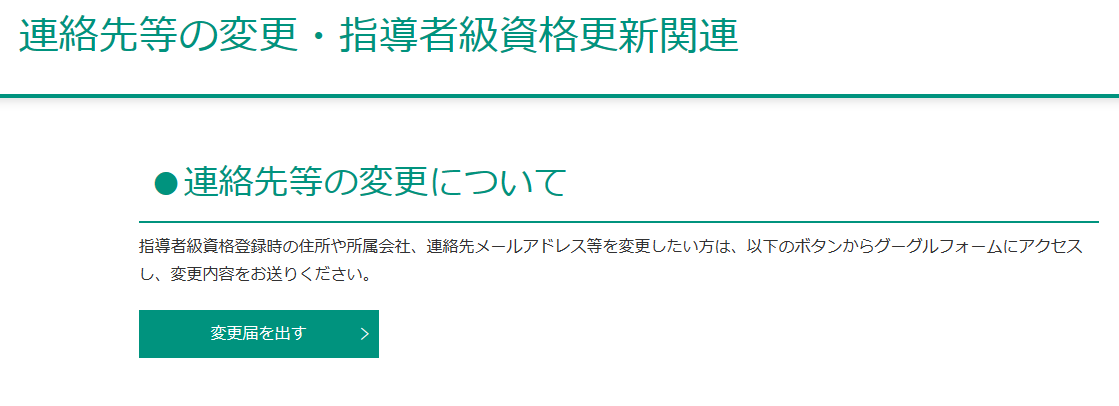 連絡先等の変更・指導者級資格更新関連
●連絡先等の変更について
指導者級資格登録時の住所や所属会社、連絡先メールアドレス等を変更したい方は、以下のボタンからグーグルフォームにアクセス
し、変更内容をお送りください。
変更届を出す